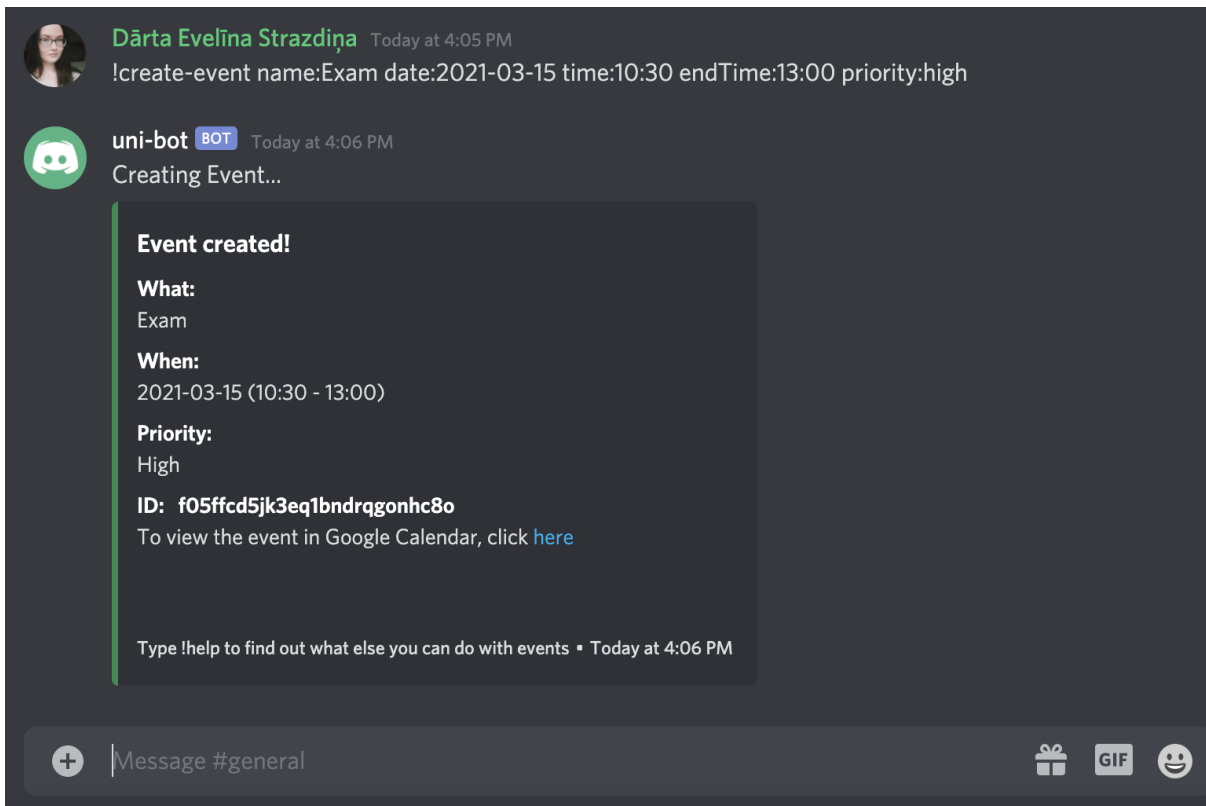 Dārta Evelīna Strazdiņa Today at 4:05 PM
!create-event name:Exam date:2021-03-15 time:10:30 endTime:13:00 priority:high
uni-bot BOT Today at 4:06 PM
Creating Event...
Event created!
What:
Exam
When:
2021-03-15 (10:30 - 13:00)
Priority:
High
ID: f05ffcd5jk3eq1bndrqgonhc8o
To view the event in Google Calendar, click here
Type !help to find out what else you can do with events • Today at 4:06 PM
Message #general
GIF